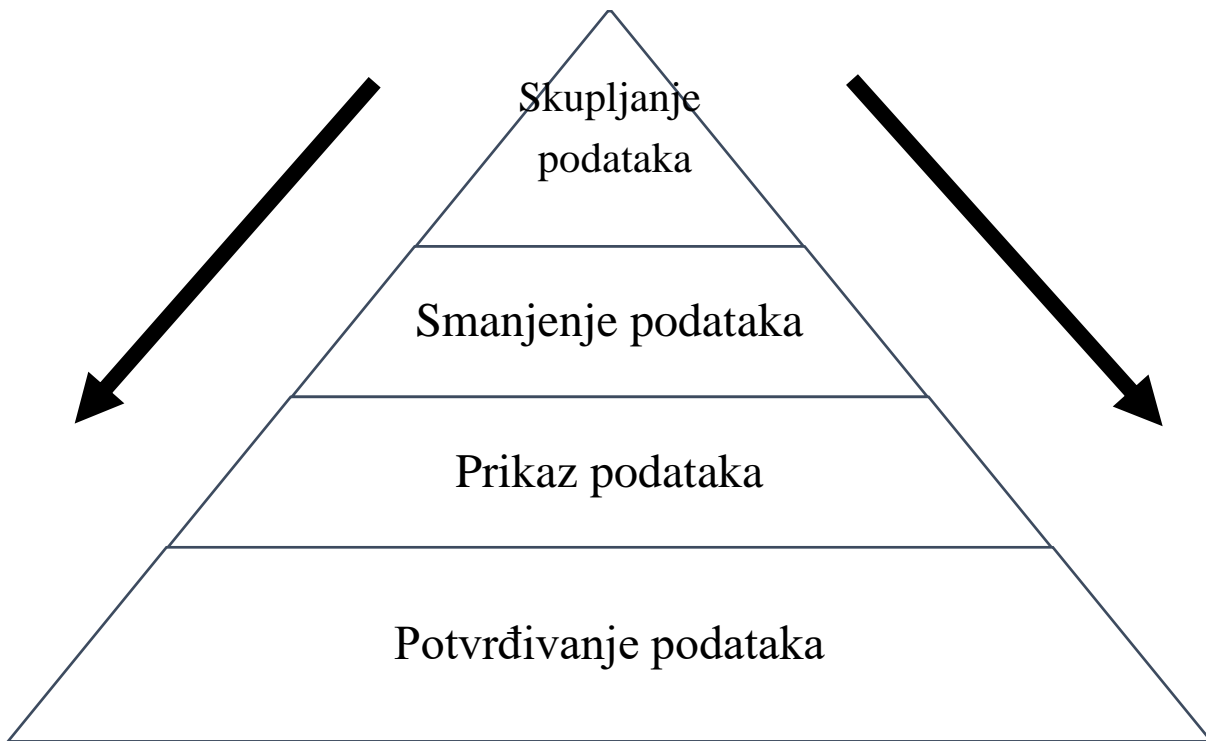 Skupljanje
podataka
Smanjenje podataka
Prikaz podataka
Potvrđivanje podataka